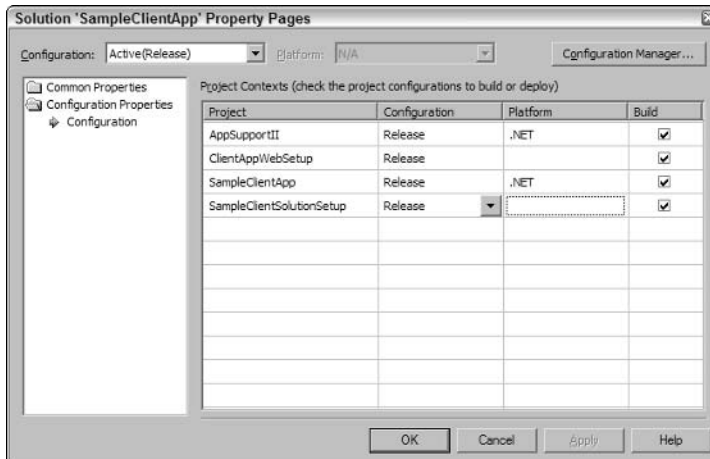 Solution 'SampleClientApp' Property Pages
Configuration: Active(Release) Platform: N/A Configuration Manager...
Common Properties
Configuration Properties
Configuration
Project Contexts (check the project configurations to build or deploy)
Project Configuration Platform Build
AppSupportII Release .NET
ClientAppWebSetup Release
SampleClientApp Release .NET
SampleClientSolutionSetup Release
OK Cancel Apply Help